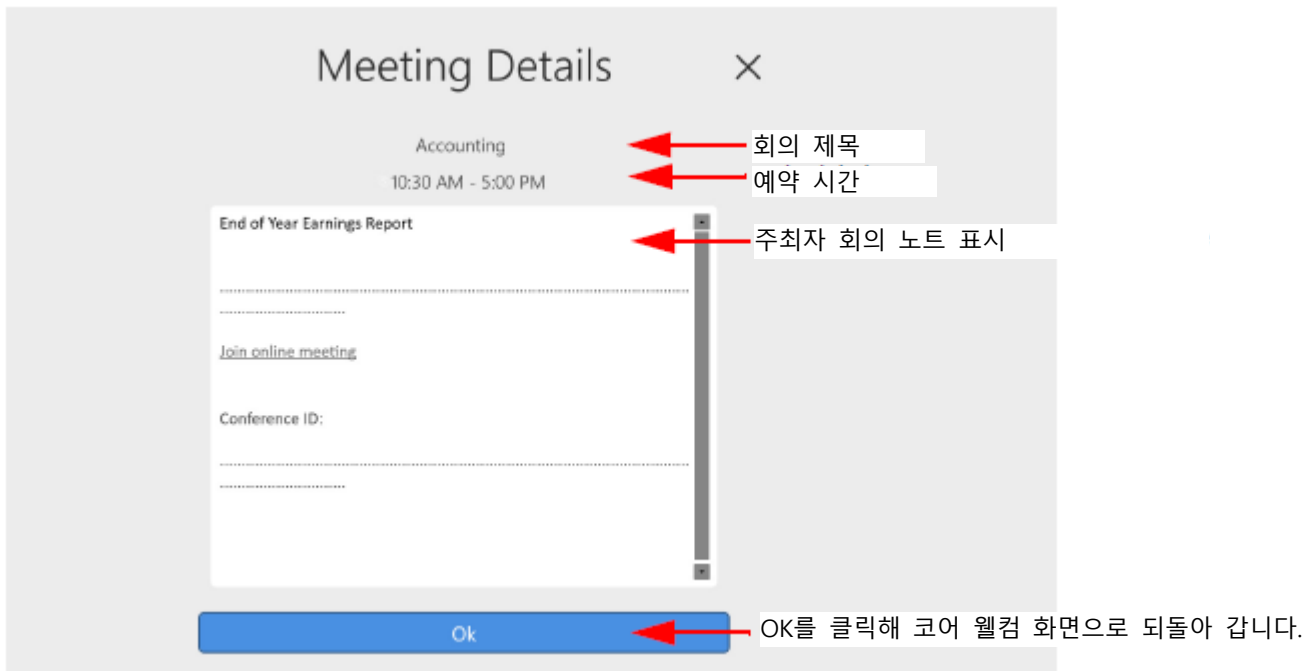 Meeting Details
Accounting
회의 제목
10:30 AM - 5:00 PM
예약 시간
End of Year Earnings Report
주최자 회의 노트 표시
Join online meeting
Conference ID:
Ok
OK를 클릭해 코어 웰컴 화면으로 되돌아 갑니다.